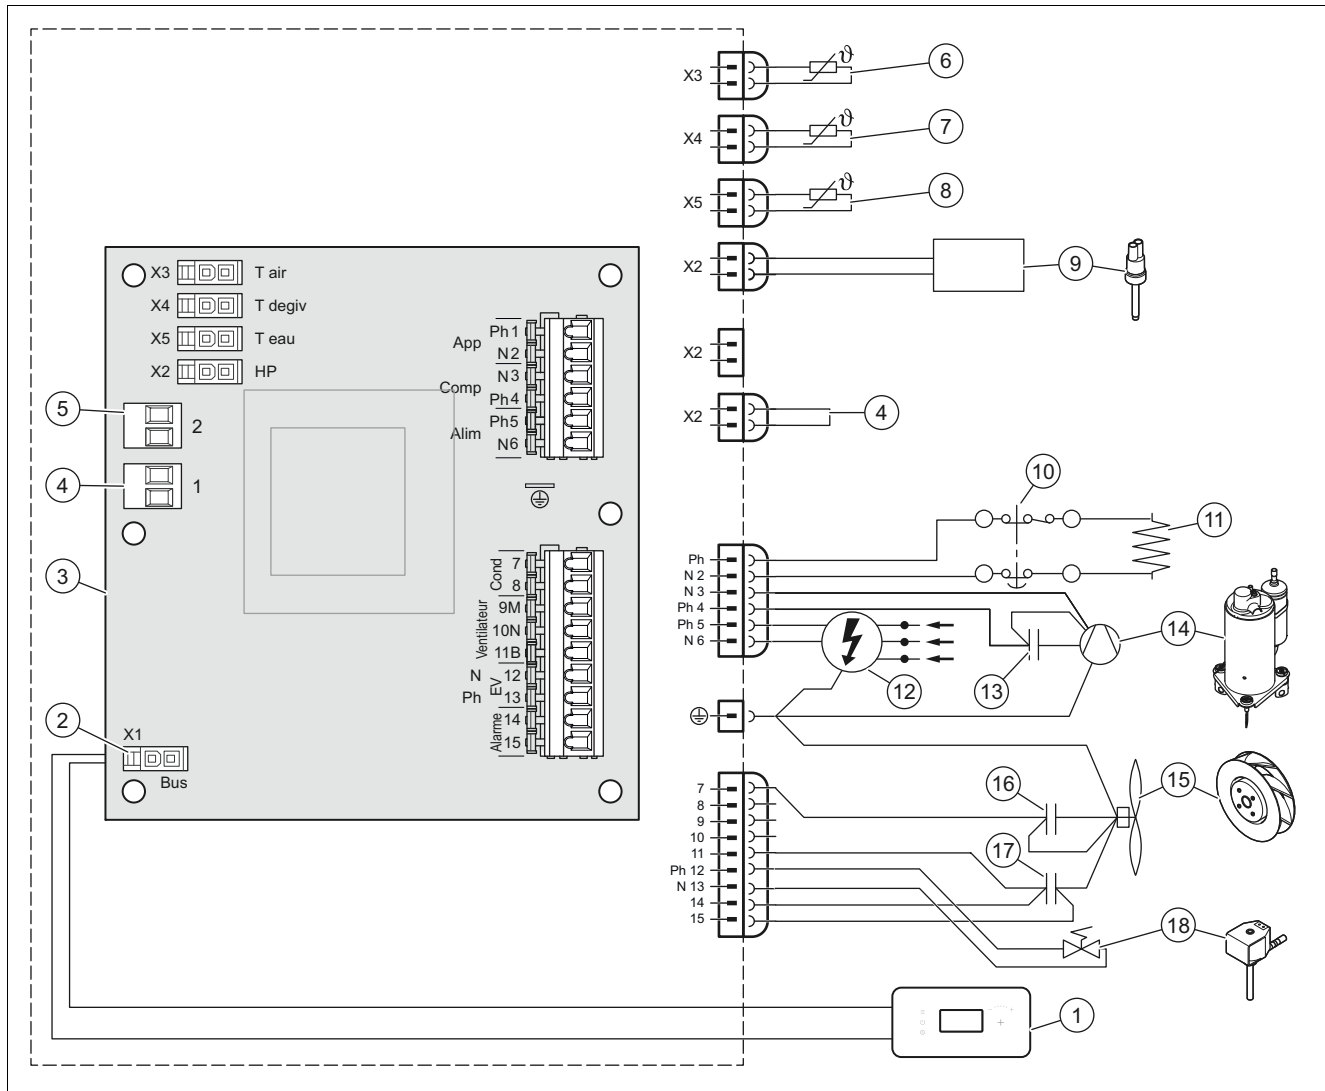 X3
ϑ
6
X4
ϑ
7
X5
ϑ
8
X2
9
X2
X2
4
X3 T air
X4 T degiv
X5 T eau
X2 HP
5
2
4
1
3
App
Ph 1
N 2
Comp
N 3
Ph 4
Alim
Ph 5
N 6
Cond
7
8
Ventilateur
9M
10N
11B
EV
N 12
Ph 13
Alarme
14
15
2
X1
Bus
10
11
Ph
N 2
N 3
Ph 4
Ph 5
N 6
12
13
14
7
8
9
10
11
Ph 12
N 13
14
15
16
15
17
18
1
+